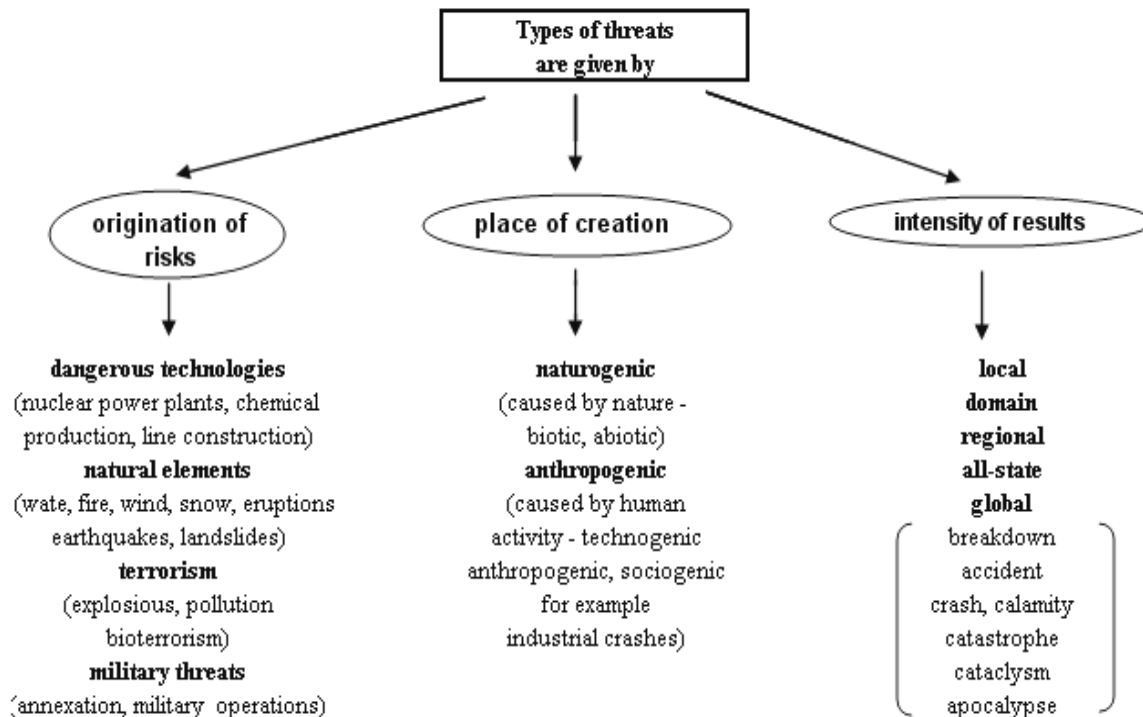 Types of threats
are given by
origination of
risks
dangerous technologies
(nuclear power plants, chemical
production, line construction)
natural elements
(wate, fire, wind, snow, eruptions
earthquakes, landslides)
terrorism
(explosious, pollution
bioterrorism)
military threats
(annexation, military operations)
place of creation
naturogenic
(caused by nature -
biotic, abiotic)
anthropogenic
(caused by human
activity - technogenic
anthropogenic, sociogenic
for example
industrial crashes)
intensity of results
local
domain
regional
all-state
global
breakdown
accident
crash, calamity
catastrophe
cataclysm
apocalypse